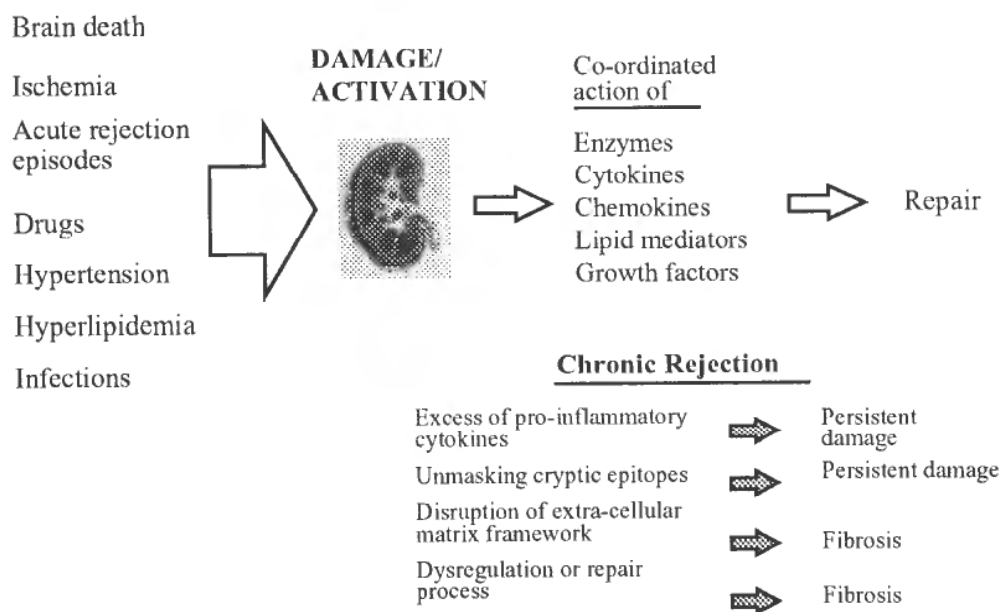 Brain death
Ischemia
Acute rejection
episodes
Drugs
Hypertension
Hyperlipidemia
Infections
DAMAGE/
ACTIVATION
Co-ordinated
action of
Enzymes
Cytokines
Chemokines
Lipid mediators
Growth factors
Repair
Chronic Rejection
Excess of pro-inflammatory
cytokines
Persistent
damage
Unmasking cryptic epitopes
Persistent damage
Disruption of extra-cellular
matrix framework
Fibrosis
Dysregulation or repair
process
Fibrosis